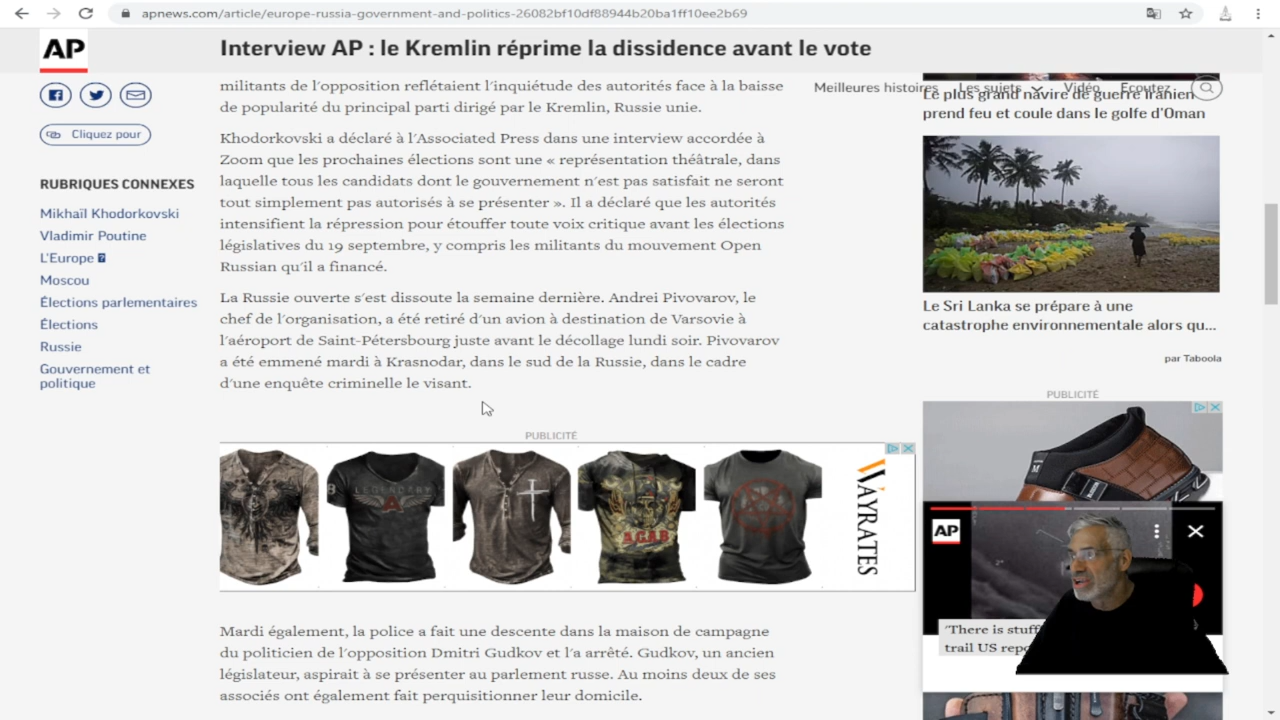 apnews.com/article/europe-russia-government-and-politics-26082bf10df88944b20ba1ff10ee2b69
AP
Interview AP : le Kremlin réprime la dissidence avant le vote
Meilleures histoires
Les sujets
Vidéo
Ecoutez
Cliquez pour
RUBRIQUES CONNEXES
Mikhaïl Khodorkovski
Vladimir Poutine
L'Europe
Moscou
Élections parlementaires
Élections
Russie
Gouvernement et
politique
militants de l'opposition reflétaient l'inquiétude des autorités face à la baisse
de popularité du principal parti dirigé par le Kremlin, Russie unie.
Khodorkovski a déclaré à l'Associated Press dans une interview accordée à
Zoom que les prochaines élections sont une « représentation théâtrale, dans
laquelle tous les candidats dont le gouvernement n'est pas satisfait ne seront
tout simplement pas autorisés à se présenter ». Il a déclaré que les autorités
intensifient la répression pour étouffer toute voix critique avant les élections
législatives du 19 septembre, y compris les militants du mouvement Open
Russian qu'il a financé.
La Russie ouverte s'est dissoute la semaine dernière. Andrei Pivovarov, le
chef de l'organisation, a été retiré d'un avion à destination de Varsovie à
l'aéroport de Saint-Pétersbourg juste avant le décollage lundi soir. Pivovarov
a été emmené mardi à Krasnodar, dans le sud de la Russie, dans le cadre
d'une enquête criminelle le visant.
PUBLICITÉ
LEGENDARY
A
A.C.A.B
WAYRATES
Mardi également, la police a fait une descente dans la maison de campagne
du politicien de l'opposition Dmitri Gudkov et l'a arrêté. Gudkov, un ancien
législateur, aspirait à se présenter au parlement russe. Au moins deux de ses
associés ont également fait perquisitionner leur domicile.
Le plus grand navire de guerre iranien
prend feu et coule dans le golfe d'Oman
Le Sri Lanka se prépare à une
catastrophe environnementale alors qu...
par Taboola
PUBLICITÉ
AP
'There is stuff
trail US repo